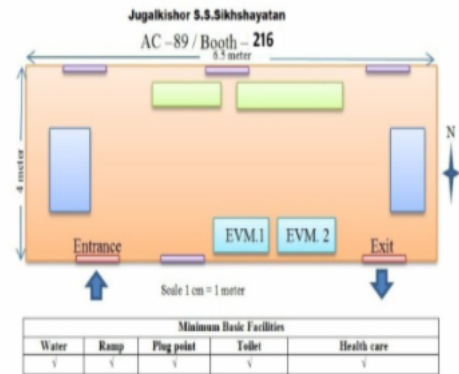 Jugalkishor S.S.Sikhshayatan
AC –89 / Booth – 216
6.5 meter
N
4 meter
EVM.1 EVM. 2
Entrance Exit
Scale 1 cm = 1 meter
Minimum Basic Facilities
Water Ramp Plug point Toilet Health care
√ √ √ √ √